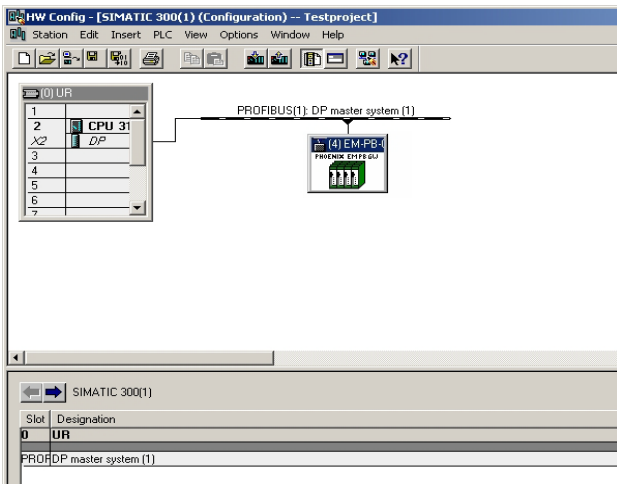 HW Config - [SIMATIC 300(1) (Configuration) -- Testproject]
Station Edit Insert PLC View Options Window Help
(0) UR
1
2 CPU 31
X2 DP
3
4
5
6
7
PROFIBUS(1): DP master system (1)
(4) EM-PB-
PHOENIX EMPBGW
SIMATIC 300(1)
Slot Designation
0 UR
PROF DP master system (1)